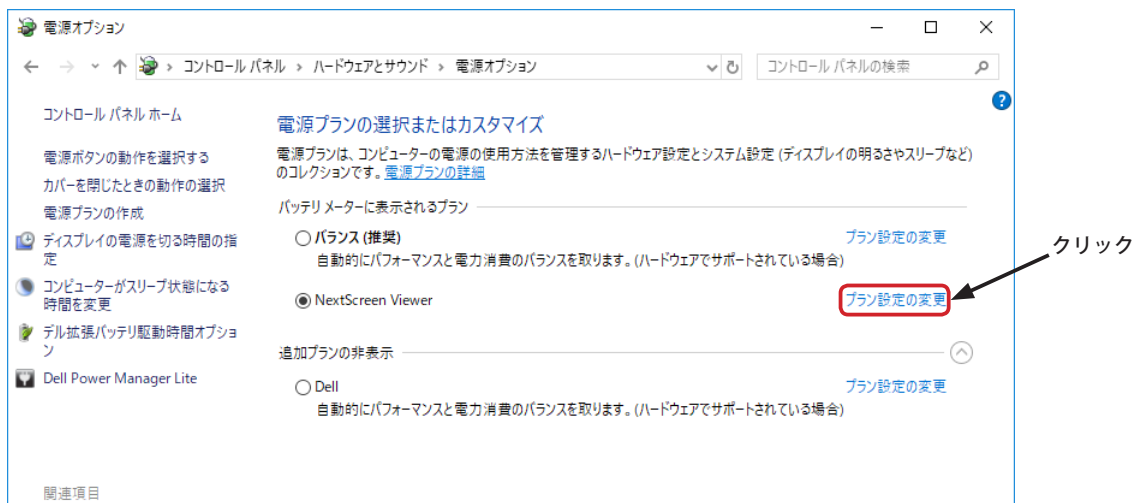 電源オプション
コントロール パネル › ハードウェアとサウンド › 電源オプション
コントロール パネルの検索
コントロール パネル ホーム
電源ボタンの動作を選択する
カバーを閉じたときの動作の選択
電源プランの作成
ディスプレイの電源を切る時間の指
定
コンピューターがスリープ状態になる
時間を変更
デル拡張バッテリ駆動時間オプショ
ン
Dell Power Manager Lite
関連項目
電源プランの選択またはカスタマイズ
電源プランは、コンピューターの電源の使用方法を管理するハードウェア設定とシステム設定 (ディスプレイの明るさやスリープなど)
のコレクションです。電源プランの詳細
バッテリ メーターに表示されるプラン
バランス (推奨) プラン設定の変更
自動的にパフォーマンスと電力消費のバランスを取ります。(ハードウェアでサポートされている場合)
NextScreen Viewer プラン設定の変更
追加プランの非表示
Dell プラン設定の変更
自動的にパフォーマンスと電力消費のバランスを取ります。(ハードウェアでサポートされている場合)
クリック